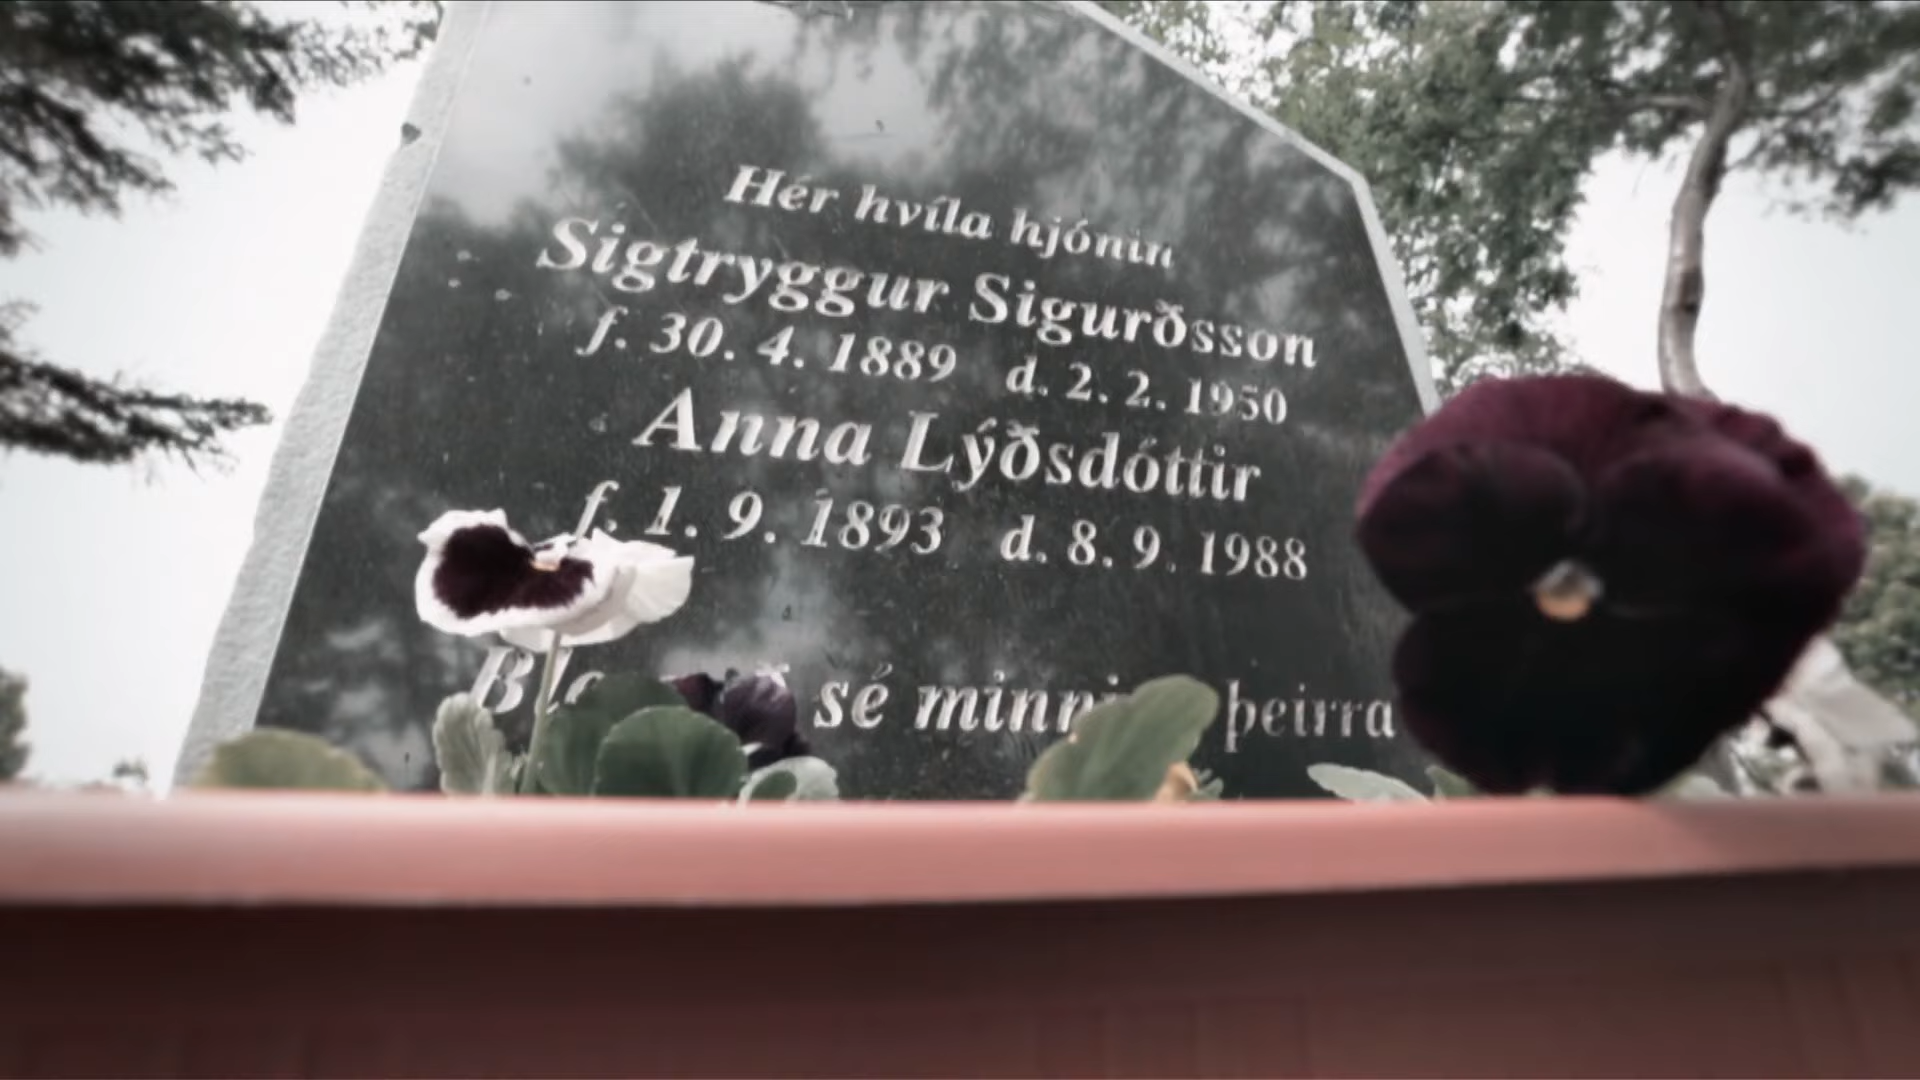 Hér hvíla hjónin
Sigtryggur Sigurðsson
f. 30. 4. 1889 d. 2. 2. 1950
Anna Lýðsdóttir
f. 1. 9. 1893 d. 8. 9. 1988
sé þeirra